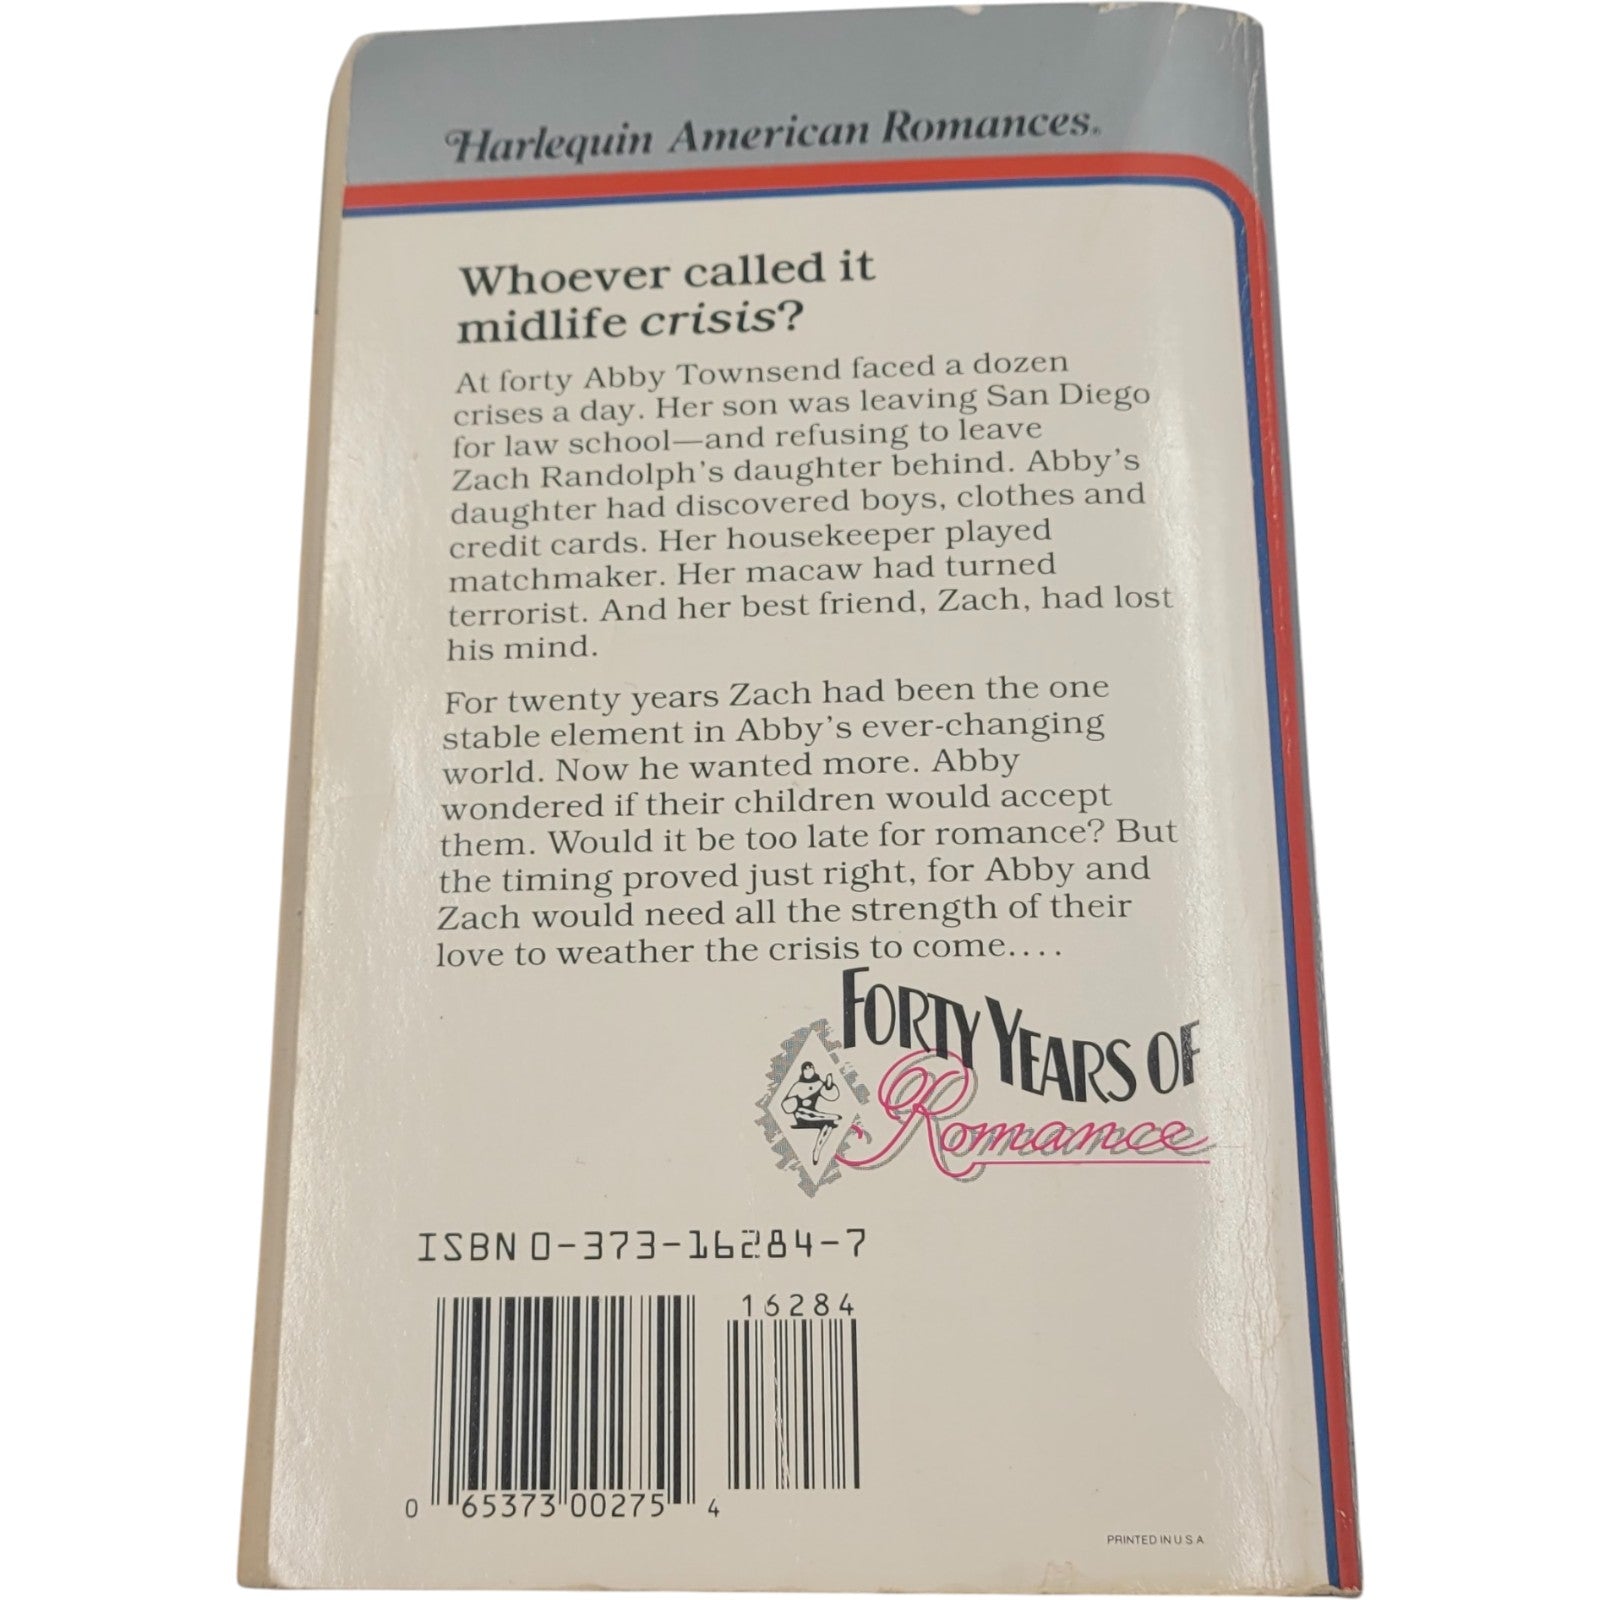 Harlequin American Romances®
Whoever called it
midlife crisis?
At forty Abby Townsend faced a dozen
crises a day. Her son was leaving San Diego
for law school—and refusing to leave
Zach Randolph's daughter behind. Abby's
daughter had discovered boys, clothes and
credit cards. Her housekeeper played
matchmaker. Her macaw had turned
terrorist. And her best friend, Zach, had lost
his mind.
For twenty years Zach had been the one
stable element in Abby's ever-changing
world. Now he wanted more. Abby
wondered if their children would accept
them. Would it be too late for romance? But
the timing proved just right, for Abby and
Zach would need all the strength of their
love to weather the crisis to come....
FORTY YEARS OF
Romance
ISBN 0-373-16284-7
16284
0 65373 00275 4
PRINTED IN U S A